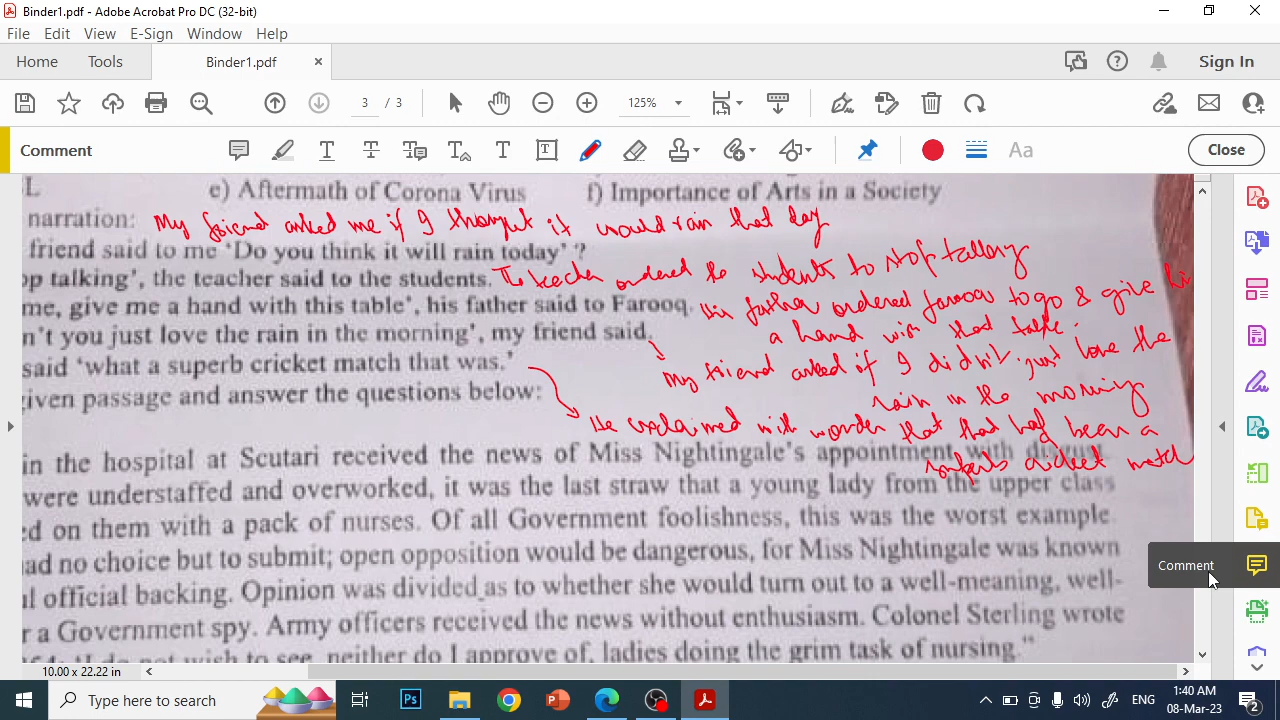 Binder1.pdf - Adobe Acrobat Pro DC (32-bit)
File Edit View E-Sign Window Help
Home Tools Binder1.pdf × Sign In
3 / 3 125%
Comment Aa Close
L e) Aftermath of Corona Virus f) Importance of Arts in a Society
narration: My friend asked me if I thought it would rain that day
friend said to me 'Do you think it will rain today' ?
op talking', the teacher said to the students. The teacher ordered the students to stop talking
me, give me a hand with this table', his father said to Farooq. His father ordered farooq to go & give hi
a hand with that table.
n't you just love the rain in the morning', my friend said.
My friend asked if I didn't just love the
rain in the morning
said 'what a superb cricket match that was.'
He exclaimed with wonder that that had been a
cricket match
iven passage and answer the questions below:
in the hospital at Scutari received the news of Miss Nightingale's appointment with disgust.
were understaffed and overworked, it was the last straw that a young lady from the upper class
ed on them with a pack of nurses. Of all Government foolishness, this was the worst example
ad no choice but to submit; open opposition would be dangerous, for Miss Nightingale was known
al official backing. Opinion was divided as to whether she would turn out to a well-meaning, well-
r a Government spy. Army officers received the news without enthusiasm. Colonel Sterling wrote
do not wish to see, neither do I approve of, ladies doing the grim task of nursing."
Comment
10.00 x 22.22 in
Type here to search
Ps
ENG
1:40 AM
08-Mar-23
2